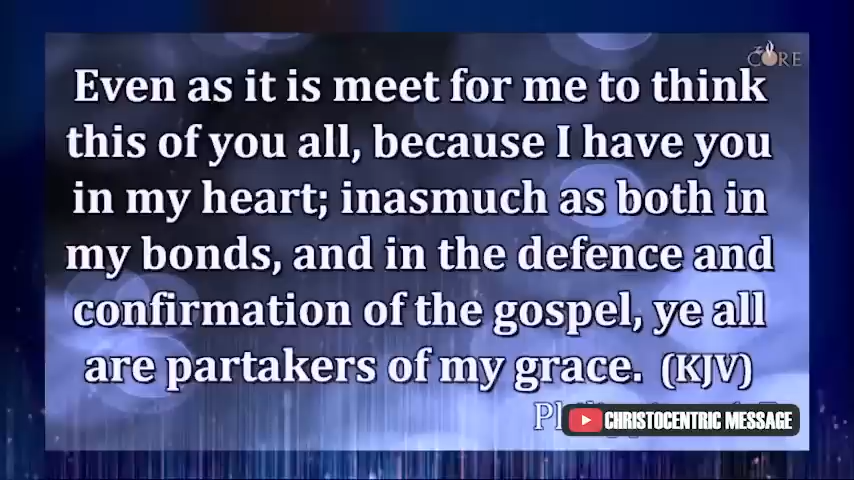 CORE
Even as it is meet for me to think
this of you all, because I have you
in my heart; inasmuch as both in
my bonds, and in the defence and
confirmation of the gospel, ye all
are partakers of my grace. (KJV)
CHRISTOCENTRIC MESSAGE